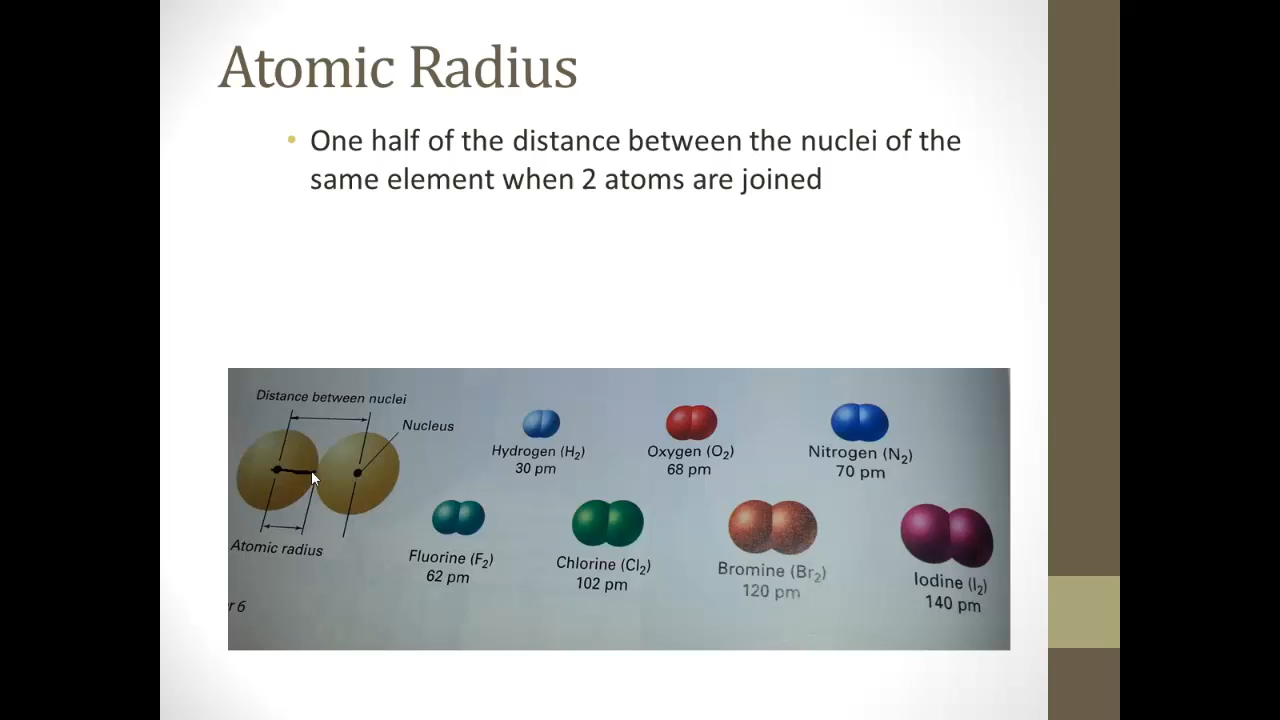 Atomic Radius
• One half of the distance between the nuclei of the
same element when 2 atoms are joined
Distance between nuclei
Nucleus
Atomic radius
Hydrogen (H₂)
30 pm
Oxygen (O₂)
68 pm
Nitrogen (N₂)
70 pm
Fluorine (F₂)
62 pm
Chlorine (Cl₂)
102 pm
Bromine (Br₂)
120 pm
Iodine (I₂)
140 pm
r 6